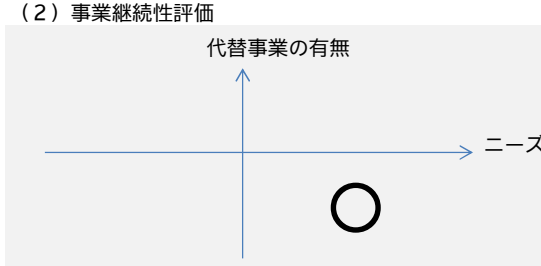 （２）事業継続性評価
代替事業の有無
ニーズ